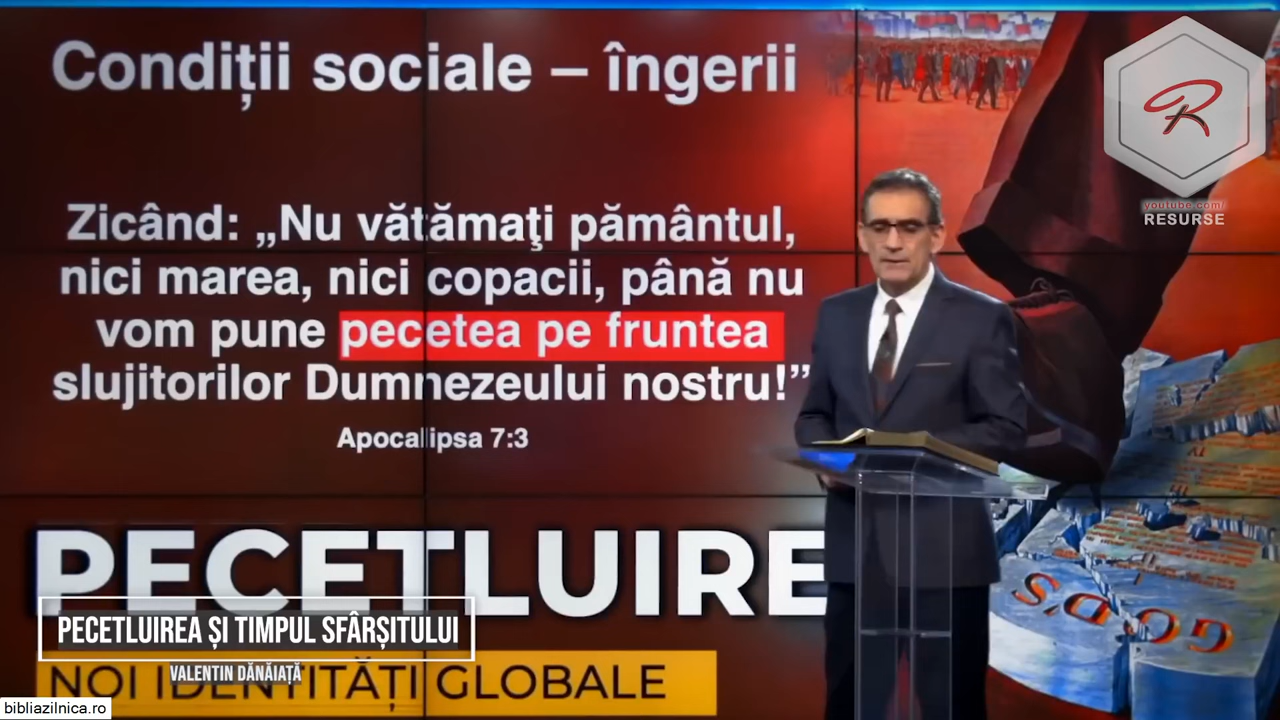 Condiții sociale – îngerii
Zicând: „Nu vătămaţi pământul,
nici marea, nici copacii, până nu
vom pune pecetea pe fruntea
slujitorilor Dumnezeului nostru!”
Apocalipsa 7:3
R
youtube.com/
RESURSE
GOD'S
PECETLUIRE
PECETLUIREA ȘI TIMPUL SFÂRȘITULUI
VALENTIN DĂNĂIAȚĂ
NOI IDENTITĂȚI GLOBALE
bibliazilnica.ro